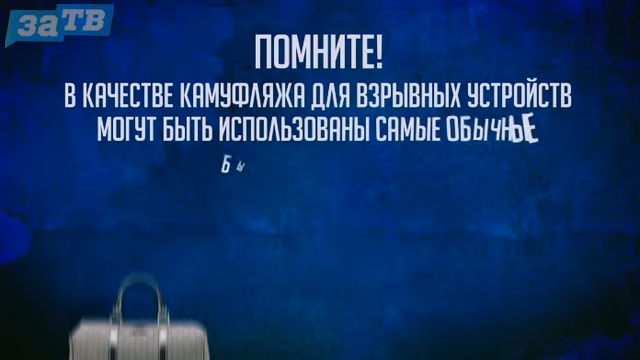 ЗАТВ
ПОМНИТЕ!
В КАЧЕСТВЕ КАМУФЛЯЖА ДЛЯ ВЗРЫВНЫХ УСТРОЙСТВ
МОГУТ БЫТЬ ИСПОЛЬЗОВАНЫ САМЫЕ ОБЫЧНЫЕ